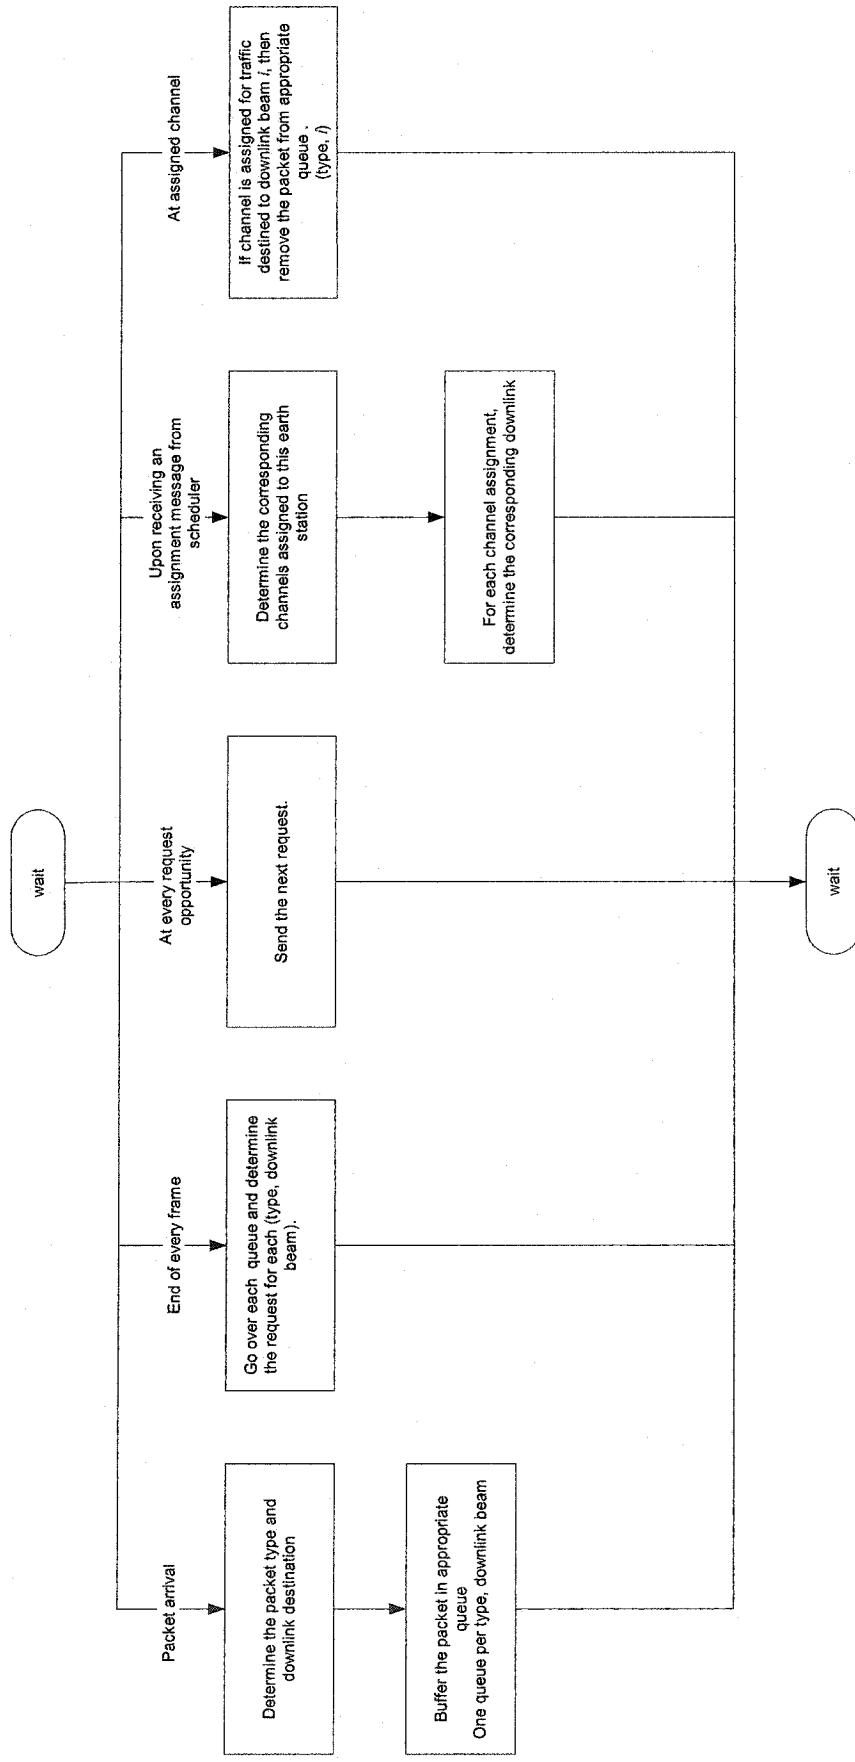 wait
Packet arrival
Determine the packet type and
downlink destination
Buffer the packet in appropriate
queue
One queue per type, downlink beam
End of every frame
Go over each queue and determine
the request for each (type, downlink
beam).
At every request
opportunity
Send the next request.
Upon receiving an
assignment message from
scheduler
Determine the corresponding
channels assigned to this earth
station
For each channel assignment,
determine the corresponding downlink
At assigned channel
If channel is assigned for traffic
destined to downlink beam i, then
remove the packet from appropriate
queue .
(type, i)
wait